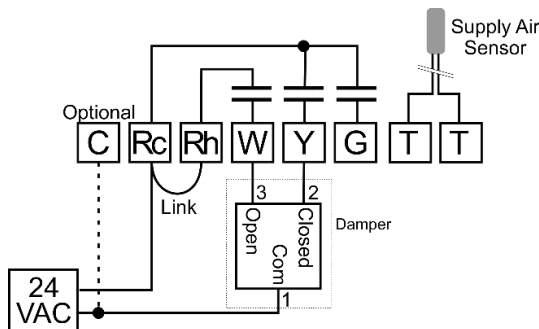 Supply Air
Sensor
Optional
C Rc Rh W Y G T T
Link
3 2
Open
Closed
Com
1
Damper
24
VAC